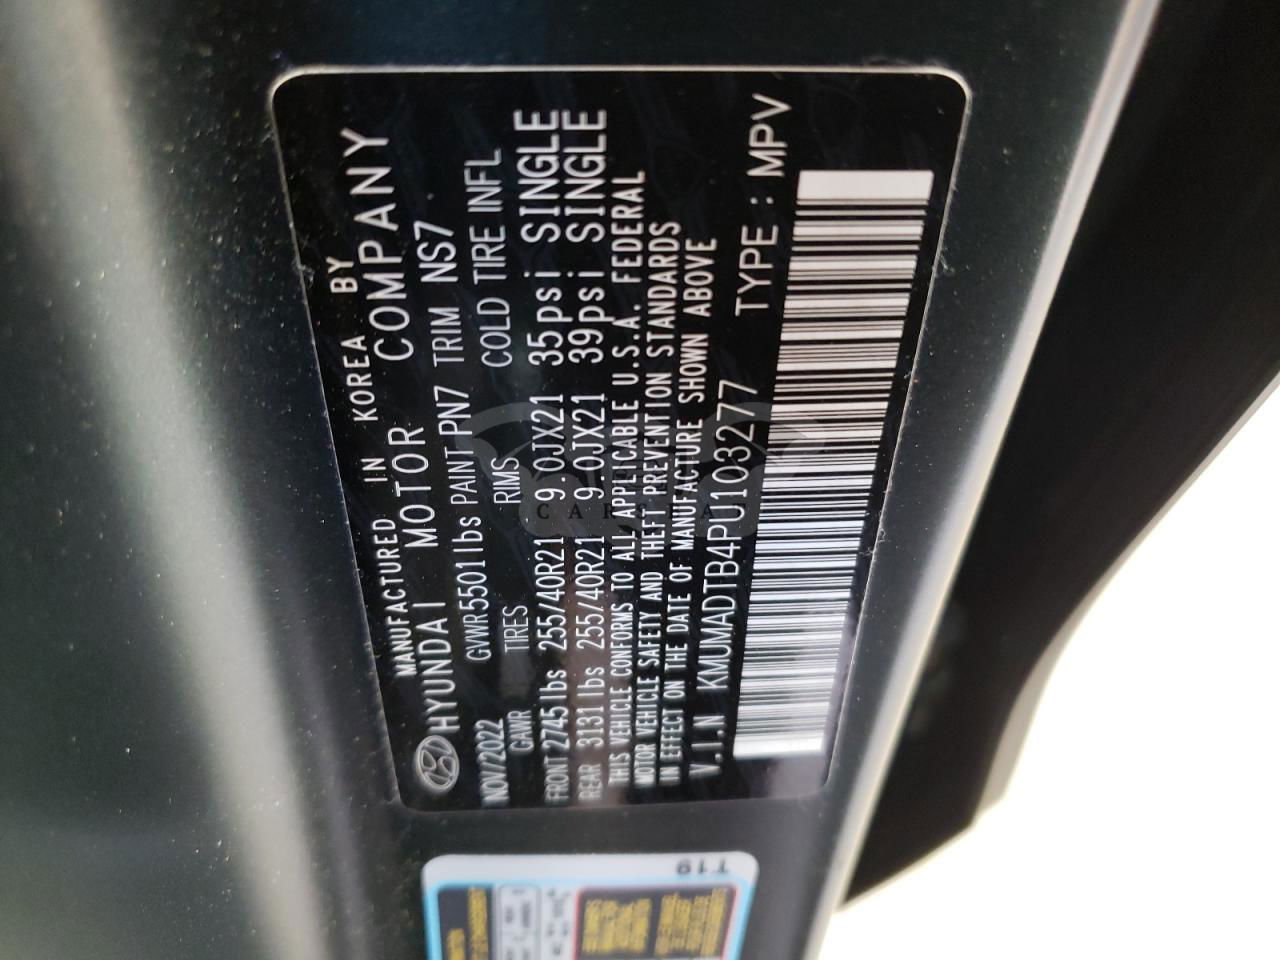 MANUFACTURED IN KOREA BY
HYUNDAI MOTOR COMPANY
NOV/2022 GVWR5501lbs PAINT PN7 TRIM NS7
GAWR TIRES RIMS COLD TIRE INFL
FRONT 2745lbs 255/40R21 9.0JX21 35psi SINGLE
REAR 3131lbs 255/40R21 9.0JX21 39psi SINGLE
THIS VEHICLE CONFORMS TO ALL APPLICABLE U.S.A. FEDERAL
MOTOR VEHICLE SAFETY AND THEFT PREVENTION STANDARDS
IN EFFECT ON THE DATE OF MANUFACTURE SHOWN ABOVE
V.I.N KMUMADTB4PU103277 TYPE : MPV
T19